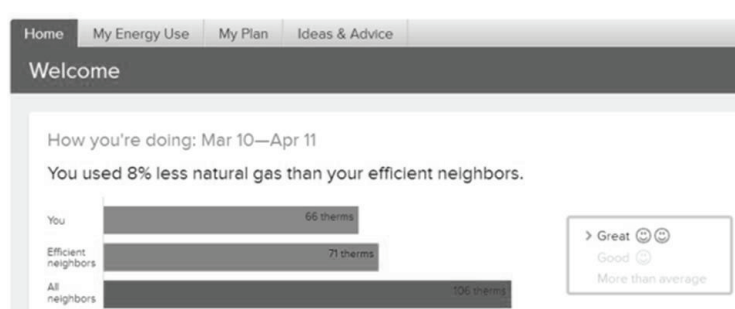 Home My Energy Use My Plan Ideas & Advice
Welcome
How you're doing: Mar 10—Apr 11
You used 8% less natural gas than your efficient neighbors.
You 66 therms
Efficient
neighbors 71 therms
All
neighbors 106 therms
> Great ☺☺
Good ☺
More than average